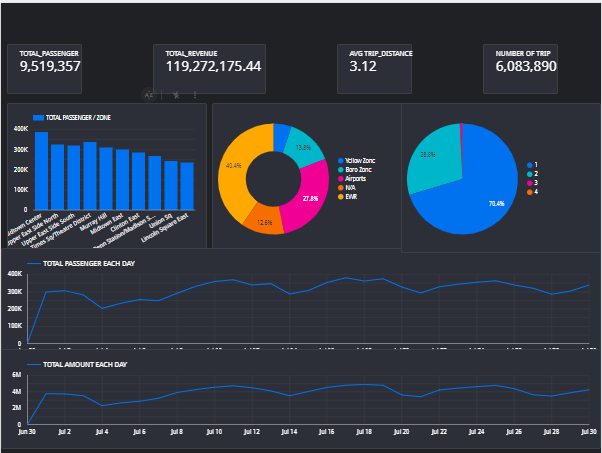 TOTAL_PASSENGER
9,519,357
TOTAL_REVENUE
119,272,175.44
AVG TRIP_DISTANCE
3.12
NUMBER OF TRIP
6,083,890
AZ
TOTAL PASSENGER / ZONE
400K
300K
200K
100K
0
Upper East Side North
Upper East Side South
Times Sq/Theatre District
Murray Hill
Midtown East
Clinton East
Penn Station/Madison S...
Union Sq
Lincoln Square East
13.8%
27.8%
12.6%
40.4%
Yellow Zone
Boro Zone
Airports
N/A
EWR
70.4%
1
2
3
4
TOTAL PASSENGER EACH DAY
400K
300K
200K
100K
0
TOTAL AMOUNT EACH DAY
6M
4M
2M
0
Jun 30
Jul 2
Jul 4
Jul 6
Jul 8
Jul 10
Jul 12
Jul 14
Jul 16
Jul 18
Jul 20
Jul 22
Jul 24
Jul 26
Jul 28
Jul 30